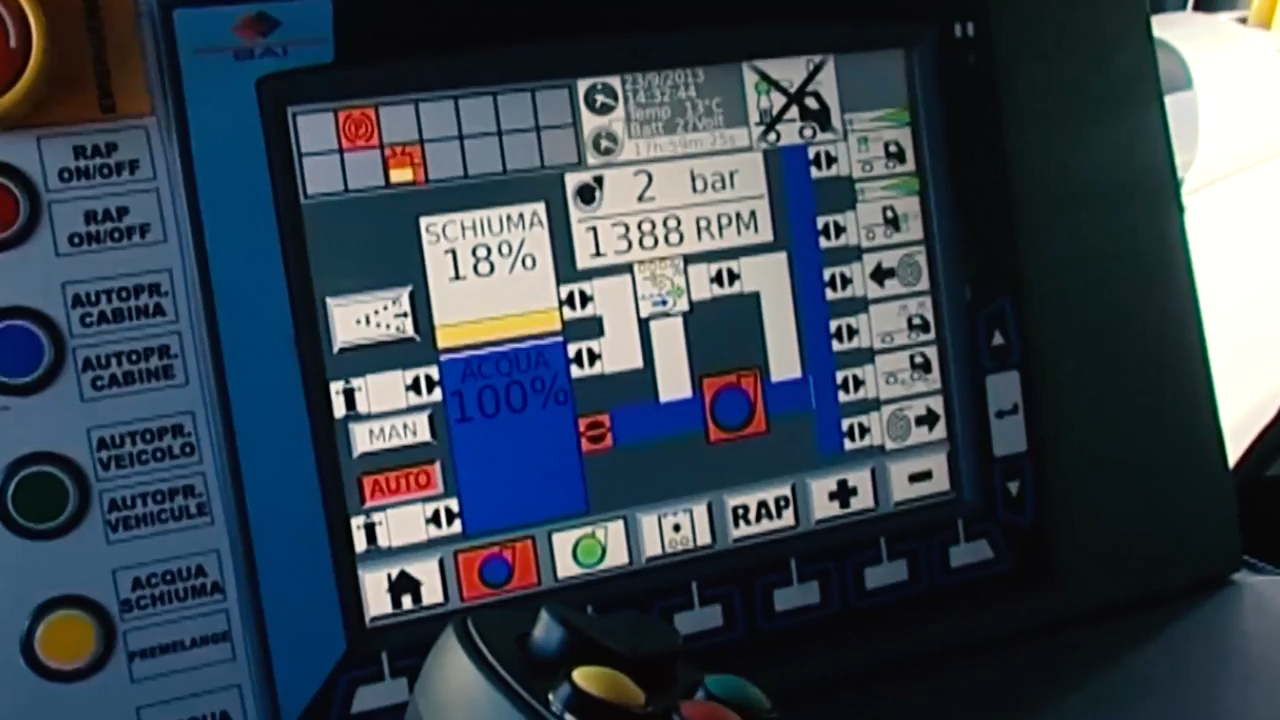 BAI
RAP
ON/OFF
RAP
ON/OFF
AUTOPR.
CABINA
AUTOPR.
CABINE
AUTOPR.
VEICOLO
AUTOPR.
VEHICULE
ACQUA
SCHIUMA
PREMELANGE
ACQUA
23/9/2013
14:32:44
Temp 13°C
Batt 27Volt
17h 59m 25s
2 bar
1388 RPM
SCHIUMA
18%
ACQUA
100%
MAN
AUTO
RAP